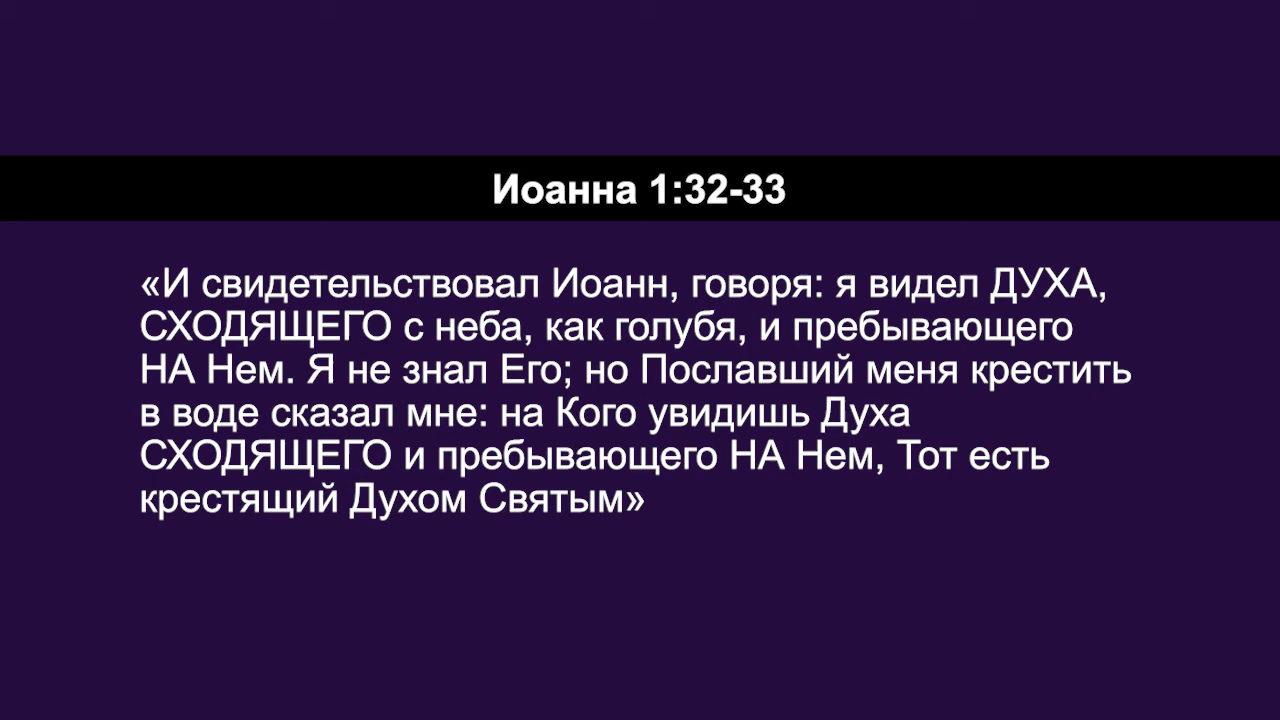 Иоанна 1:32-33
«И свидетельствовал Иоанн, говоря: я видел ДУХА,
СХОДЯЩЕГО с неба, как голубя, и пребывающего
НА Нем. Я не знал Его; но Пославший меня крестить
в воде сказал мне: на Кого увидишь Духа
СХОДЯЩЕГО и пребывающего НА Нем, Тот есть
крестящий Духом Святым»